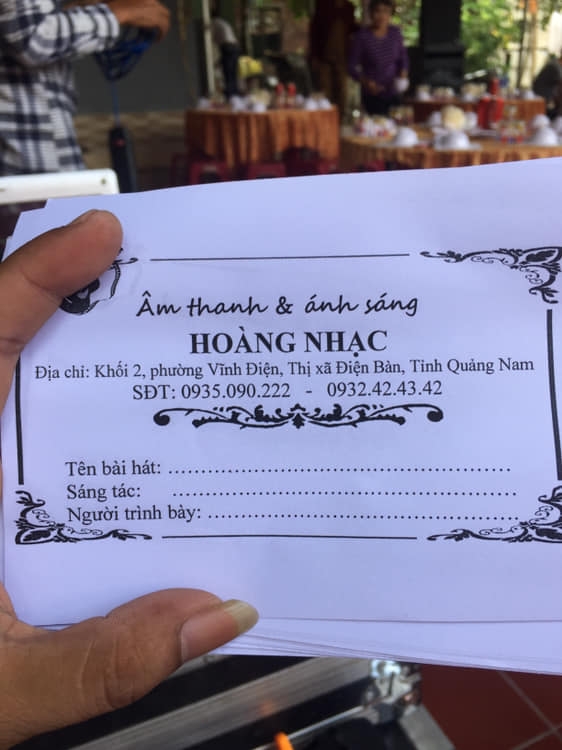 Âm thanh & ánh sáng
HOÀNG NHẠC
Địa chỉ: Khối 2, phường Vĩnh Điện, Thị xã Điện Bàn, Tỉnh Quảng Nam
SĐT: 0935.090.222 - 0932.42.43.42
Tên bài hát: ................................................................
Sáng tác: ................................................................
Người trình bày: ..........................................................